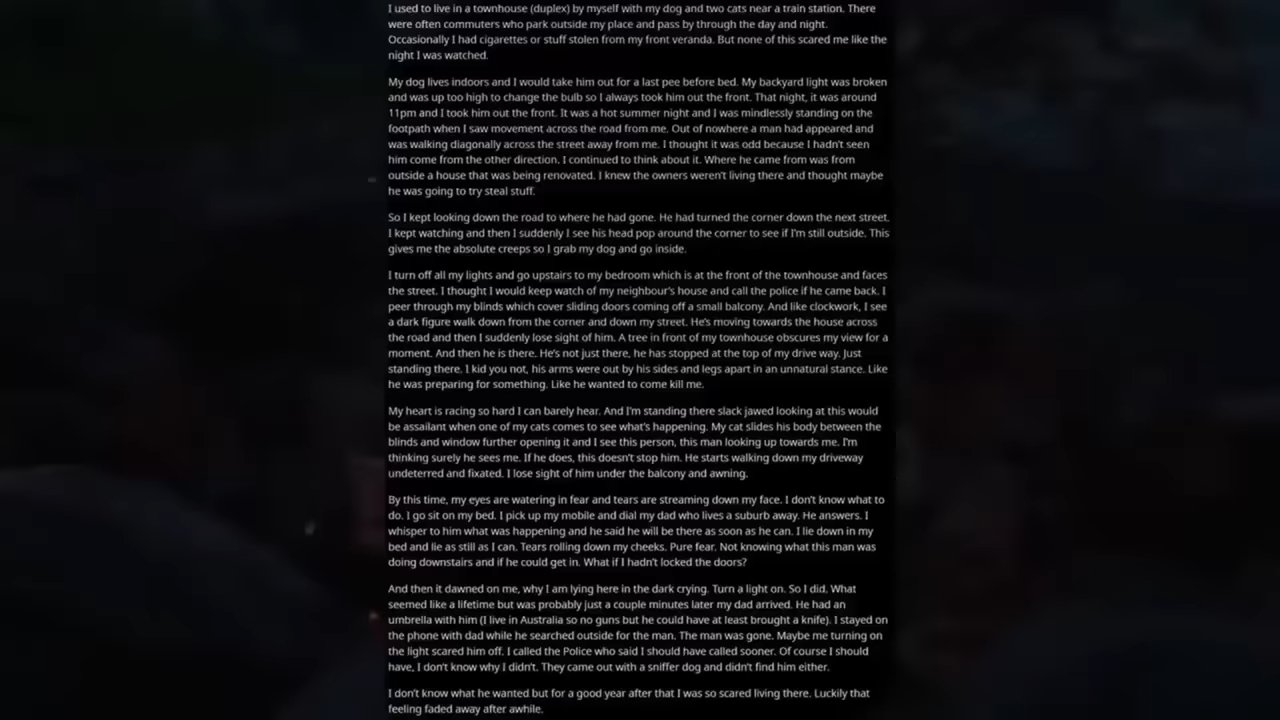 I used to live in a townhouse (duplex) by myself with my dog and two cats near a train station. There
were often commuters who park outside my place and pass by through the day and night.
Occasionally I had cigarettes or stuff stolen from my front veranda. But none of this scared me like the
night I was watched.
My dog lives indoors and I would take him out for a last pee before bed. My backyard light was broken
and was up too high to change the bulb so I always took him out the front. That night, it was around
11pm and I took him out the front. It was a hot summer night and I was mindlessly standing on the
footpath when I saw movement across the road from me. Out of nowhere a man had appeared and
was walking diagonally across the street away from me. I thought it was odd because I hadn't seen
him come from the other direction. I continued to think about it. Where he came from was from
outside a house that was being renovated. I knew the owners weren't living there and thought maybe
he was going to try steal stuff.
So I kept looking down the road to where he had gone. He had turned the corner down the next street.
I kept watching and then I suddenly I see his head pop around the corner to see if I'm still outside. This
gives me the absolute creeps so I grab my dog and go inside.
I turn off all my lights and go upstairs to my bedroom which is at the front of the townhouse and faces
the street. I thought I would keep watch of my neighbour's house and call the police if he came back. I
peer through my blinds which cover sliding doors coming off a small balcony. And like clockwork, I see
a dark figure walk down from the corner and down my street. He's moving towards the house across
the road and then I suddenly lose sight of him. A tree in front of my townhouse obscures my view for a
moment. And then he is there. He's not just there, he has stopped at the top of my drive way. Just
standing there. I kid you not, his arms were out by his sides and legs apart in an unnatural stance. Like
he was preparing for something. Like he wanted to come kill me.
My heart is racing so hard I can barely hear. And I'm standing there slack jawed looking at this would
be assailant when one of my cats comes to see what's happening. My cat slides his body between the
blinds and window further opening it and I see this person, this man looking up towards me. I'm
thinking surely he sees me. If he does, this doesn't stop him. He starts walking down my driveway
undeterred and fixated. I lose sight of him under the balcony and awning.
By this time, my eyes are watering in fear and tears are streaming down my face. I don't know what to
do. I go sit on my bed. I pick up my mobile and dial my dad who lives a suburb away. He answers. I
whisper to him what was happening and he said he will be there as soon as he can. I lie down in my
bed and lie as still as I can. Tears rolling down my cheeks. Pure fear. Not knowing what this man was
doing downstairs and if he could get in. What if I hadn't locked the doors?
And then it dawned on me, why I am lying here in the dark crying. Turn a light on. So I did. What
seemed like a lifetime but was probably just a couple minutes later my dad arrived. He had an
umbrella with him (I live in Australia so no guns but he could have at least brought a knife). I stayed on
the phone with dad while he searched outside for the man. The man was gone. Maybe me turning on
the light scared him off. I called the Police who said I should have called sooner. Of course I should
have, I don't know why I didn't. They came out with a sniffer dog and didn't find him either.
I don't know what he wanted but for a good year after that I was so scared living there. Luckily that
feeling faded away after awhile.